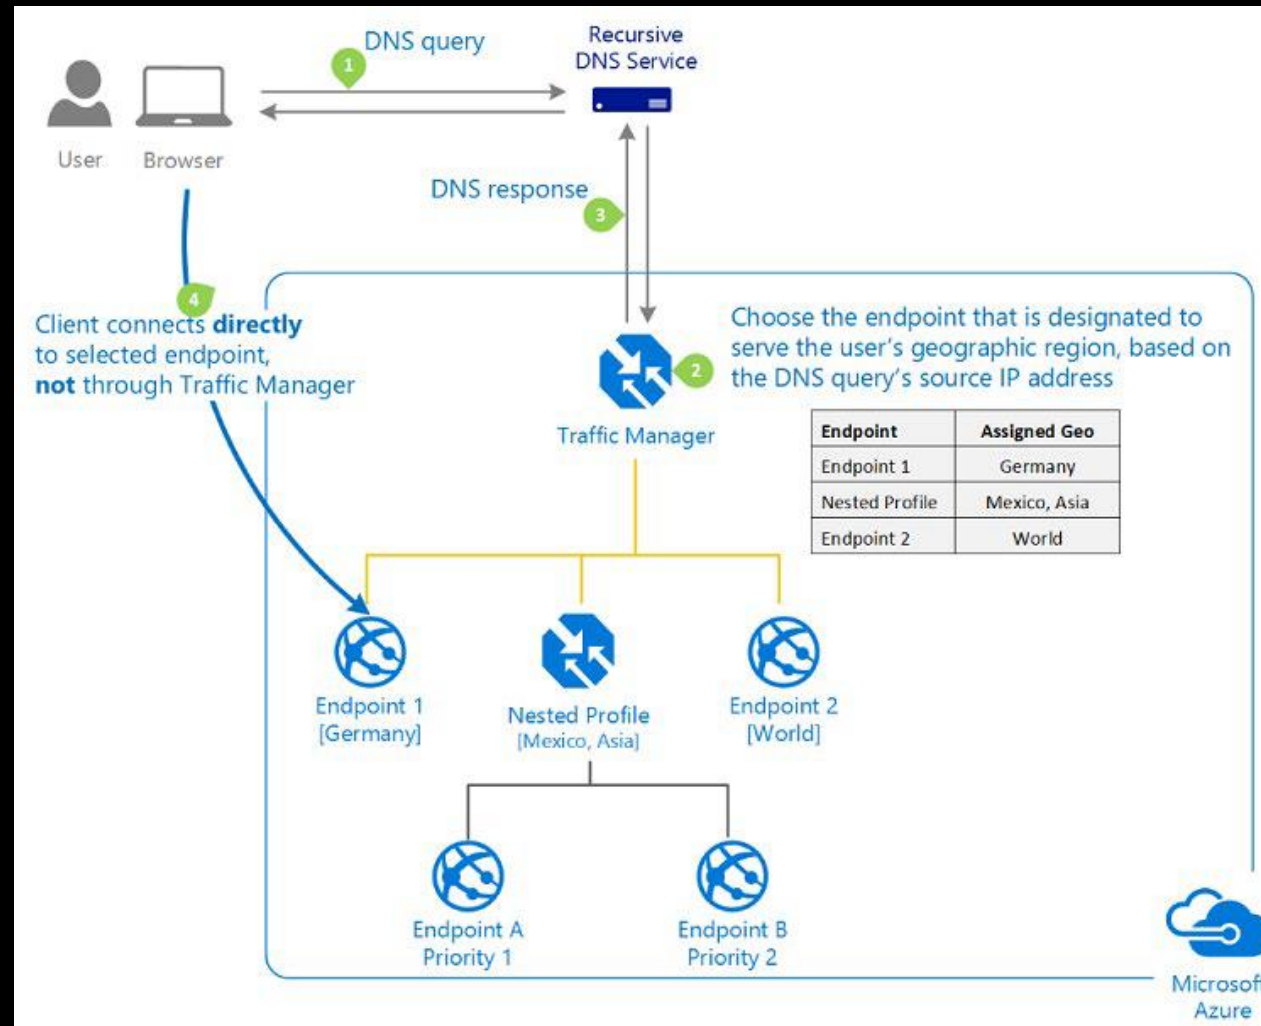 DNS query
1
Recursive
DNS Service
User
Browser
DNS response
3
4
Client connects directly
to selected endpoint,
not through Traffic Manager
2
Choose the endpoint that is designated to
serve the user's geographic region, based on
the DNS query's source IP address
Traffic Manager
Endpoint Assigned Geo
Endpoint 1 Germany
Nested Profile Mexico, Asia
Endpoint 2 World
Endpoint 1
[Germany]
Nested Profile
[Mexico, Asia]
Endpoint 2
[World]
Endpoint A
Priority 1
Endpoint B
Priority 2
Microsoft
Azure